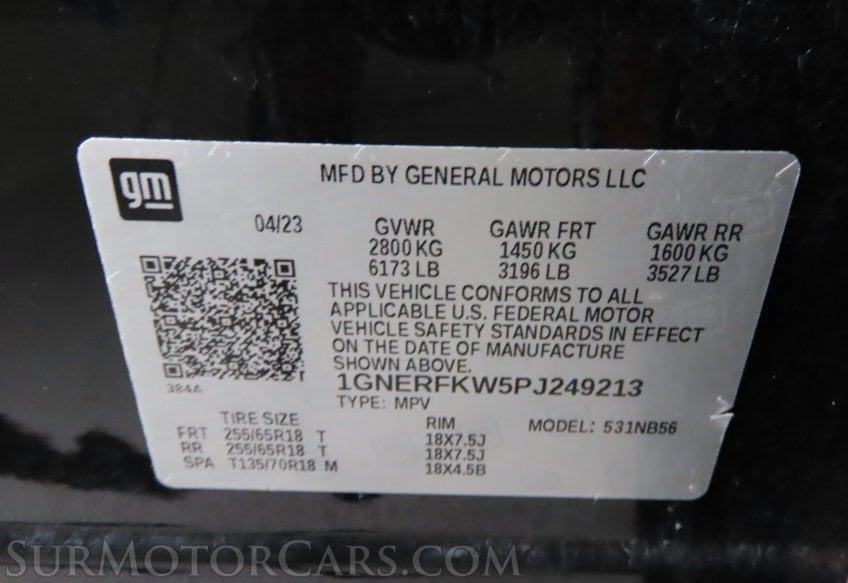 gm
MFD BY GENERAL MOTORS LLC
04/23
GVWR GAWR FRT GAWR RR
2800 KG 1450 KG 1600 KG
6173 LB 3196 LB 3527 LB
THIS VEHICLE CONFORMS TO ALL
APPLICABLE U.S. FEDERAL MOTOR
VEHICLE SAFETY STANDARDS IN EFFECT
ON THE DATE OF MANUFACTURE
SHOWN ABOVE.
384A
1GNERFKW5PJ249213
TYPE: MPV
TIRE SIZE RIM MODEL: 531NB56
FRT 255/65R18 T 18X7.5J
RR 255/65R18 T 18X7.5J
SPA T135/70R18 M 18X4.5B
SURMOTORCARS.COM